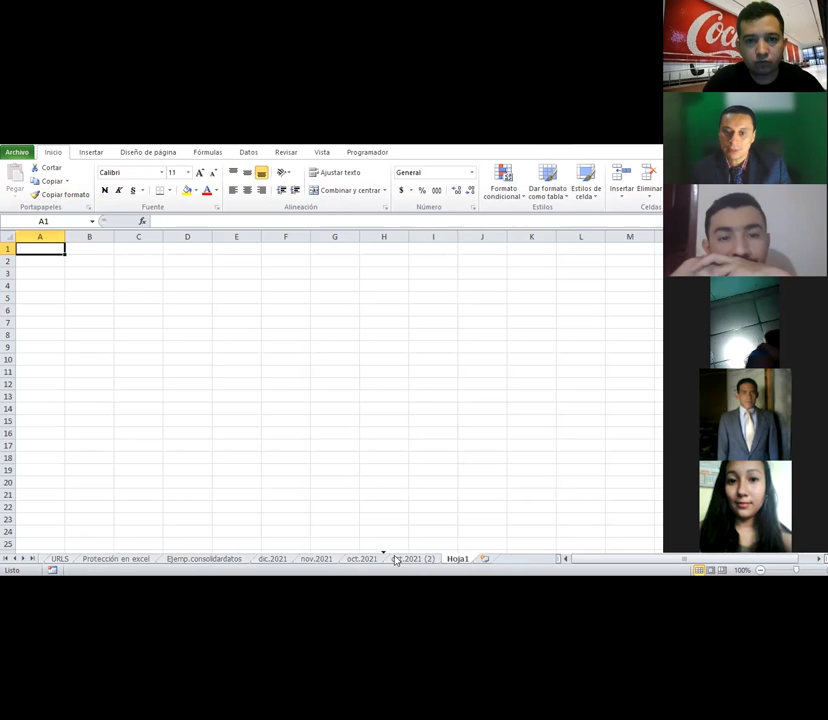 Coc
Archivo Inicio Insertar Diseño de página Fórmulas Datos Revisar Vista Programador
Pegar
Cortar
Copiar
Copiar formato
Portapapeles
Calibri 11
N K S
Fuente
Ajustar texto
Combinar y centrar
Alineación
General
$ % 000
Número
Formato condicional
Dar formato como tabla
Estilos de celda
Estilos
Insertar
Eliminar
Celdas
A1 fx
A B C D E F G H I J K L M
1
2
3
4
5
6
7
8
9
10
11
12
13
14
15
16
17
18
19
20
21
22
23
24
25
URLS Protección en excel Ejemp.consolidardatos dic.2021 nov.2021 oct.2021 .2021 (2) Hoja1
Listo 100%